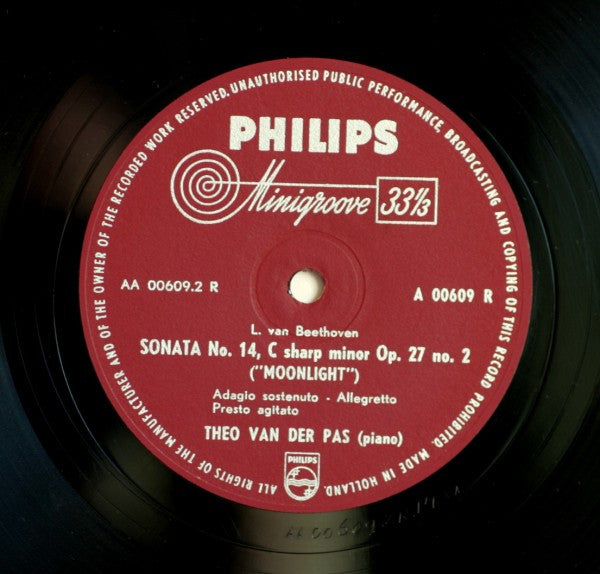 ALL RIGHTS OF THE MANUFACTURER AND OF THE OWNER OF THE RECORDED WORK RESERVED. UNAUTHORISED PUBLIC PERFORMANCE, BROADCASTING AND COPYING OF THIS RECORD PROHIBITED. MADE IN HOLLAND.
PHILIPS
Minigroove 33⅓
AA 00609.2 R A 00609 R
L. van Beethoven
SONATA No. 14, C sharp minor Op. 27 no. 2
("MOONLIGHT")
Adagio sostenuto - Allegretto
Presto agitato
THEO VAN DER PAS (piano)
PHILIPS